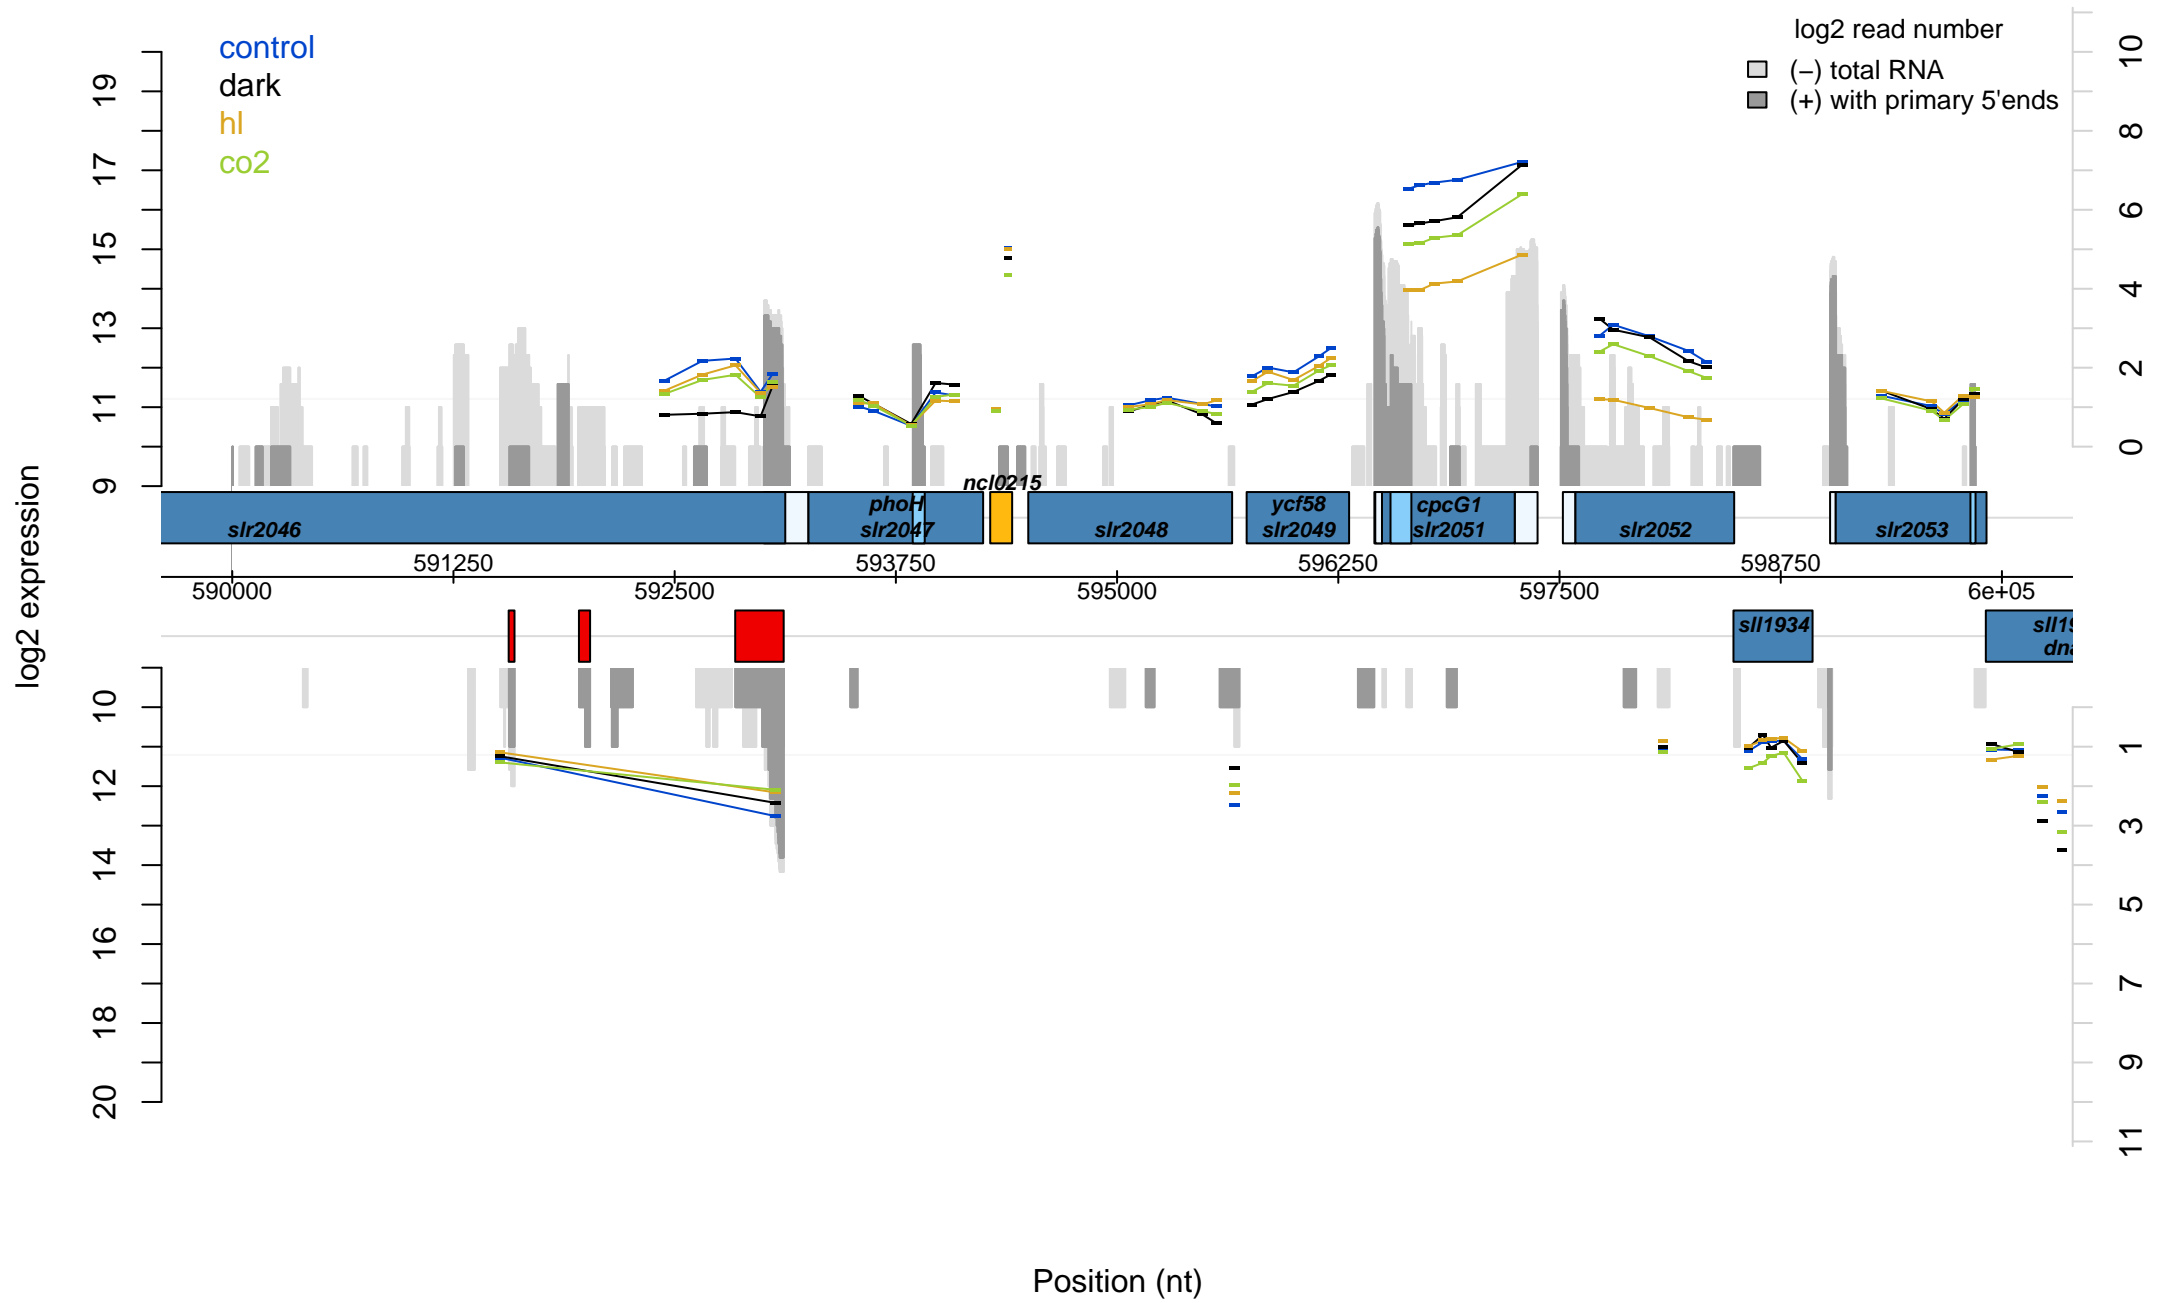 control
dark
hl
co2
log2 read number
(−) total RNA
(+) with primary 5'ends
19
17
15
13
11
9
10
8
6
4
2
0
log2 expression
ncl0215
phoH
ycf58
cpcG1
slr2046
slr2047
slr2048
slr2049
slr2051
slr2052
slr2053
591250
593750
596250
598750
590000
592500
595000
597500
6e+05
sll1934
sll19
dna
10
12
14
16
18
20
1
3
5
7
9
11
Position (nt)